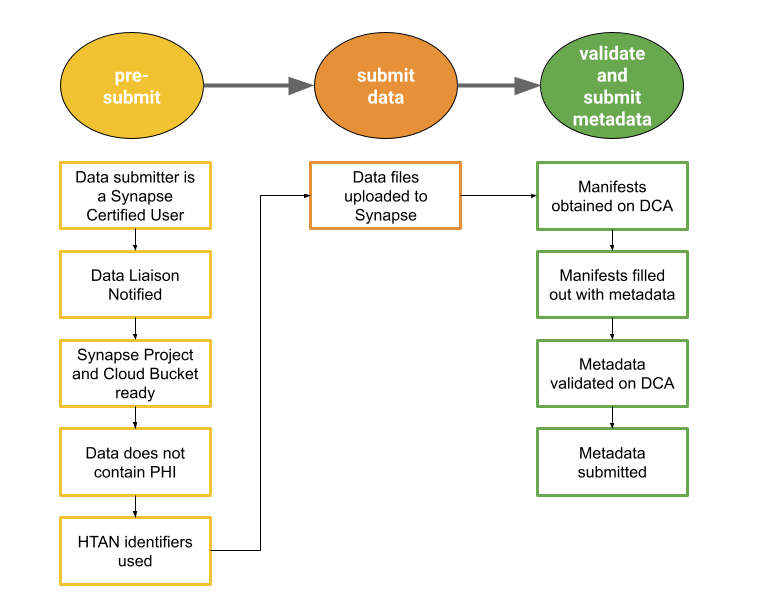 pre-
submit
submit
data
validate
and
submit
metadata
Data submitter is
a Synapse
Certified User
Data Liaison
Notified
Synapse Project
and Cloud Bucket
ready
Data does not
contain PHI
HTAN identifiers
used
Data files
uploaded to
Synapse
Manifests
obtained on DCA
Manifests filled
out with metadata
Metadata
validated on DCA
Metadata
submitted